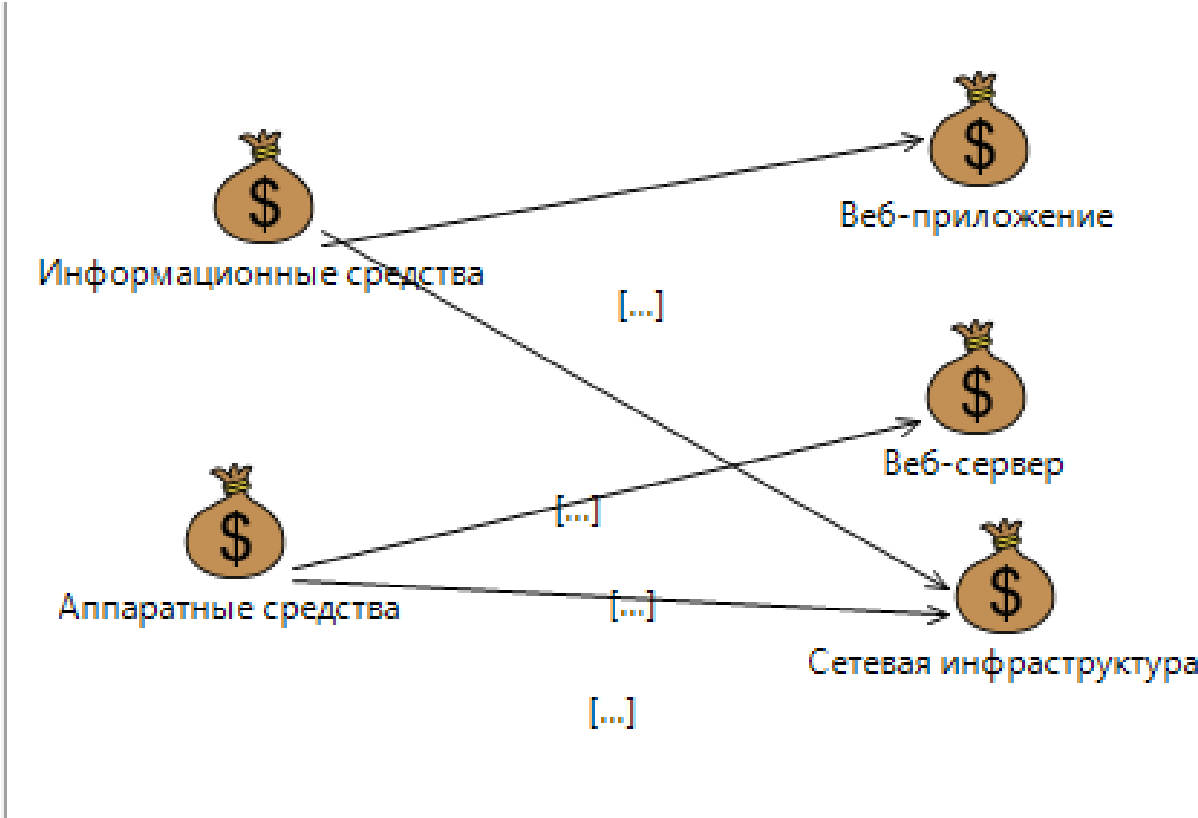 $
$
Веб-приложение
Информационные средства
[...]
$
Веб-сервер
$
[...]
$
[...]
Аппаратные средства
Сетевая инфраструктура
[...]